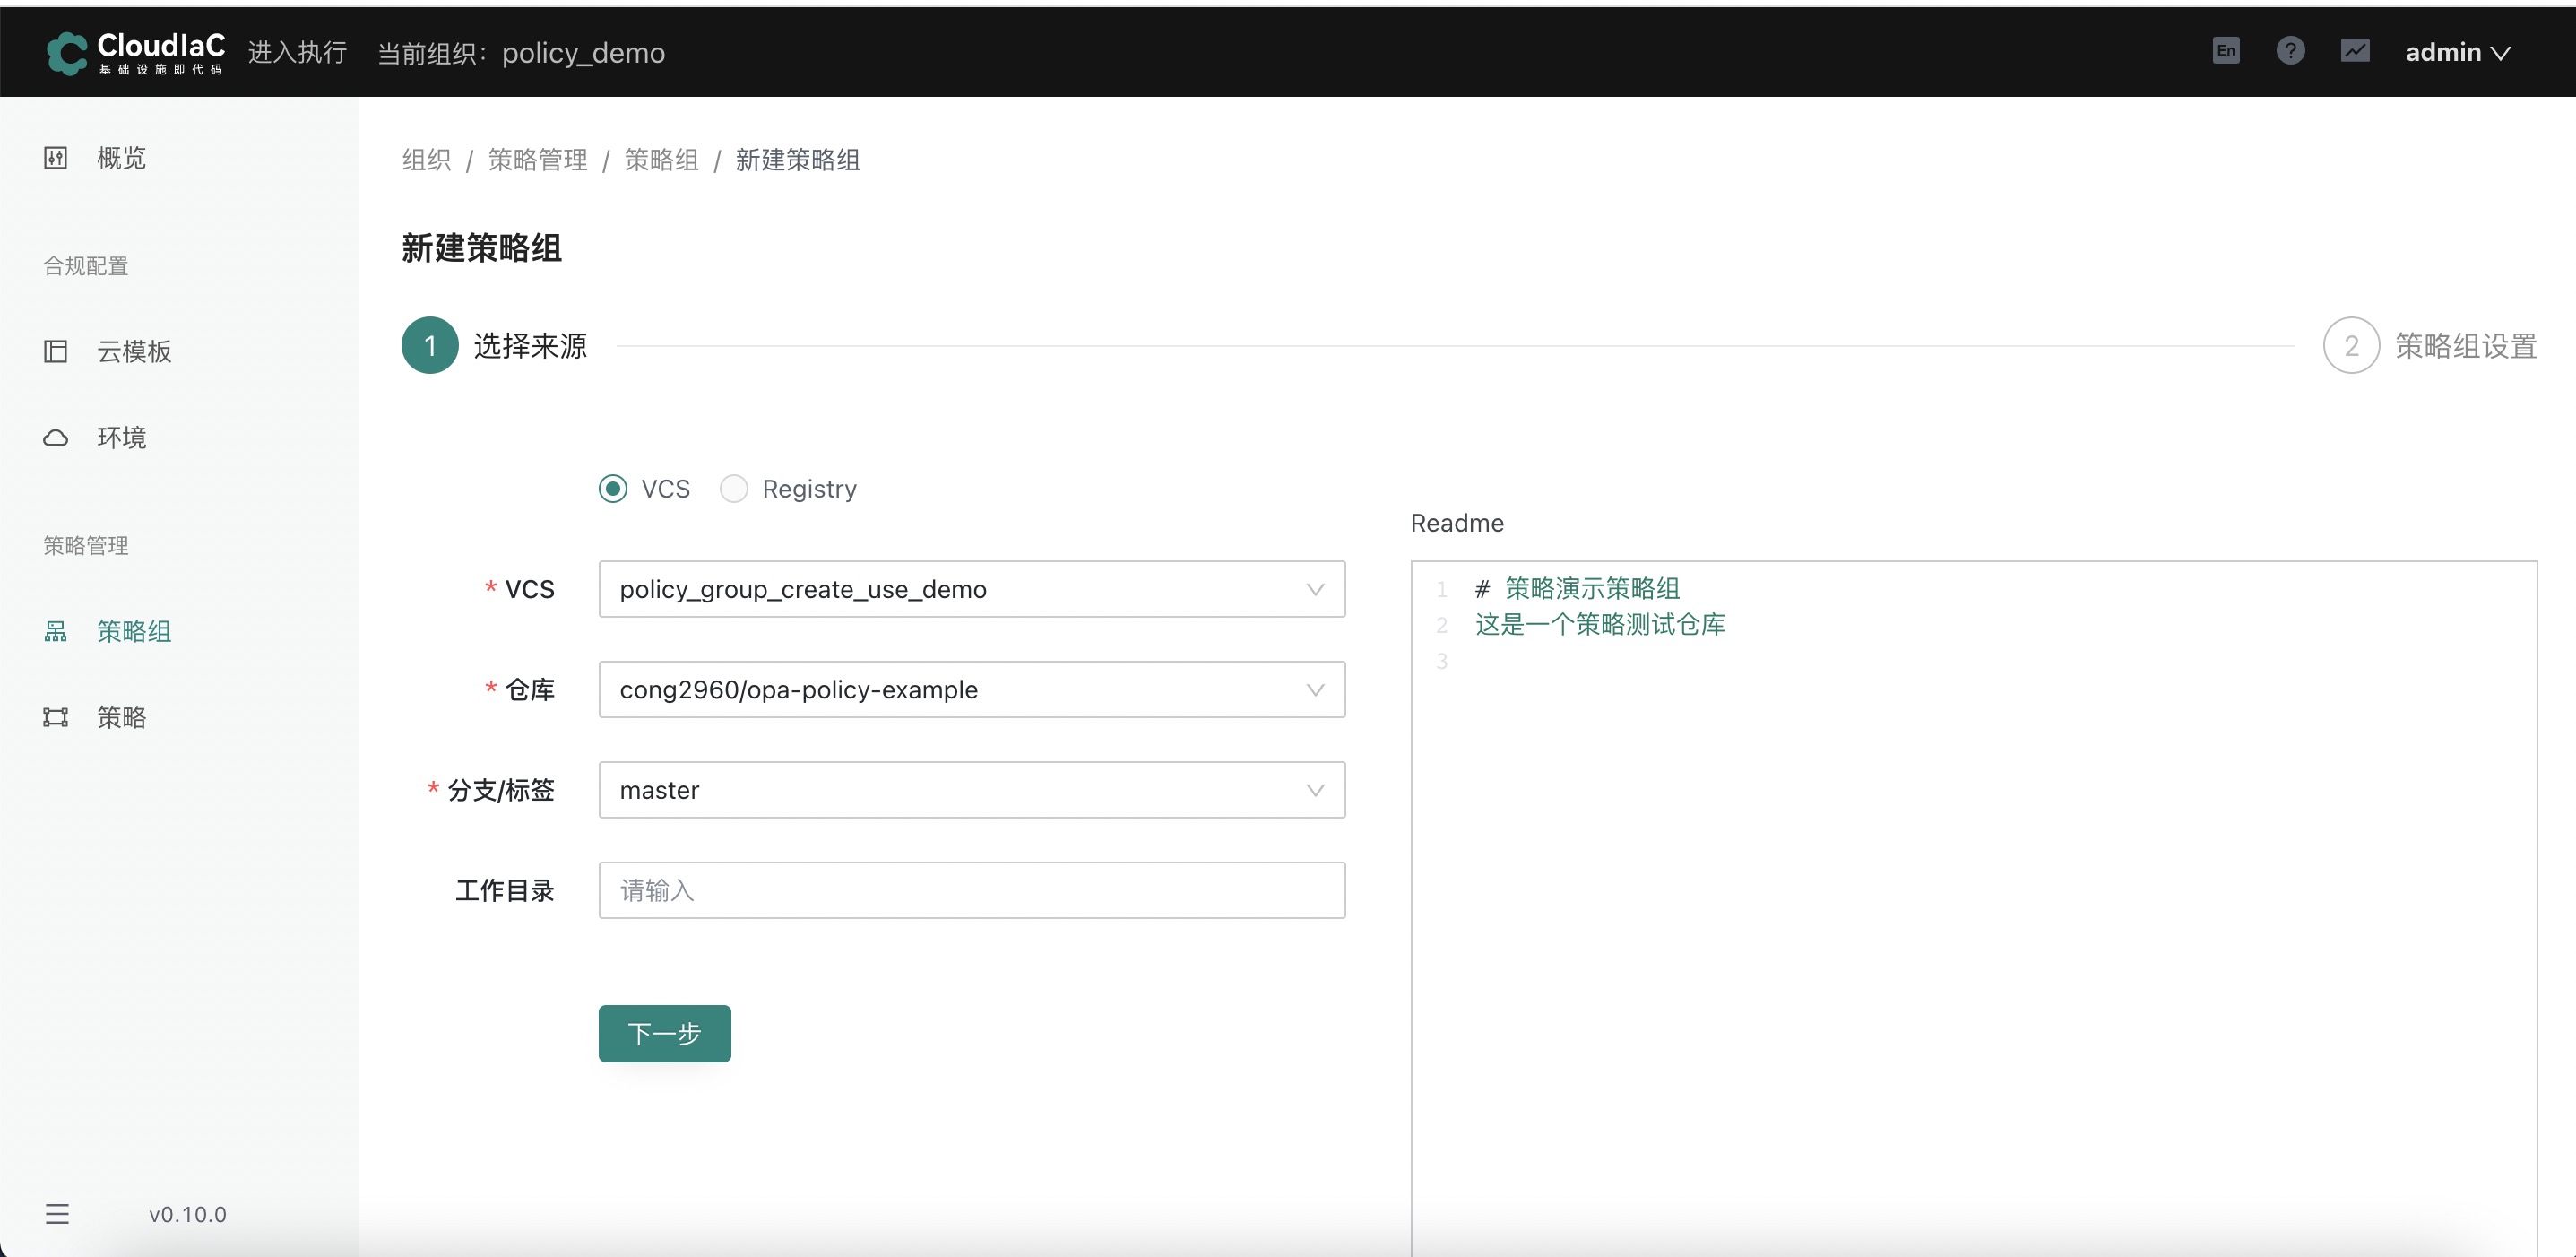 CloudIaC
基础设施即代码
进入执行
当前组织: policy_demo
En
admin
概览
合规配置
云模板
环境
策略管理
策略组
策略
v0.10.0
组织 / 策略管理 / 策略组 / 新建策略组
新建策略组
1 选择来源
2 策略组设置
VCS
Registry
* VCS
policy_group_create_use_demo
* 仓库
cong2960/opa-policy-example
* 分支/标签
master
工作目录
请输入
下一步
Readme
1 # 策略演示策略组
2 这是一个策略测试仓库
3